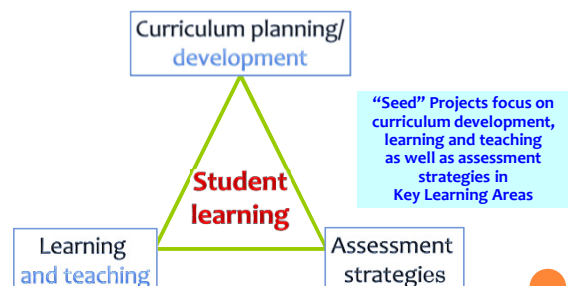 Curriculum planning/
development
“Seed” Projects focus on
curriculum development,
learning and teaching
as well as assessment
strategies in
Key Learning Areas
Student
learning
Learning
and teaching
Assessment
strategies